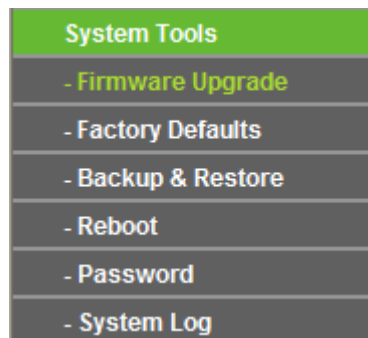 System Tools
- Firmware Upgrade
- Factory Defaults
- Backup & Restore
- Reboot
- Password
- System Log